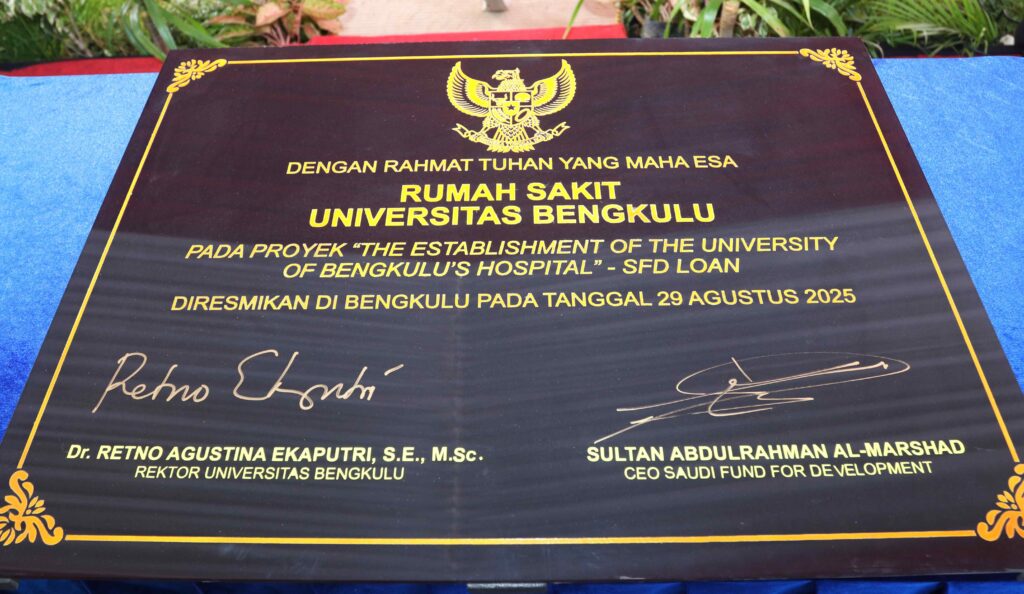 DENGAN RAHMAT TUHAN YANG MAHA ESA
RUMAH SAKIT
UNIVERSITAS BENGKULU
PADA PROYEK “THE ESTABLISHMENT OF THE UNIVERSITY
OF BENGKULU’S HOSPITAL” - SFD LOAN
DIRESMIKAN DI BENGKULU PADA TANGGAL 29 AGUSTUS 2025
Retno Ekaputri
Dr. RETNO AGUSTINA EKAPUTRI, S.E., M.Sc.
REKTOR UNIVERSITAS BENGKULU
SULTAN ABDULRAHMAN AL-MARSHAD
CEO SAUDI FUND FOR DEVELOPMENT